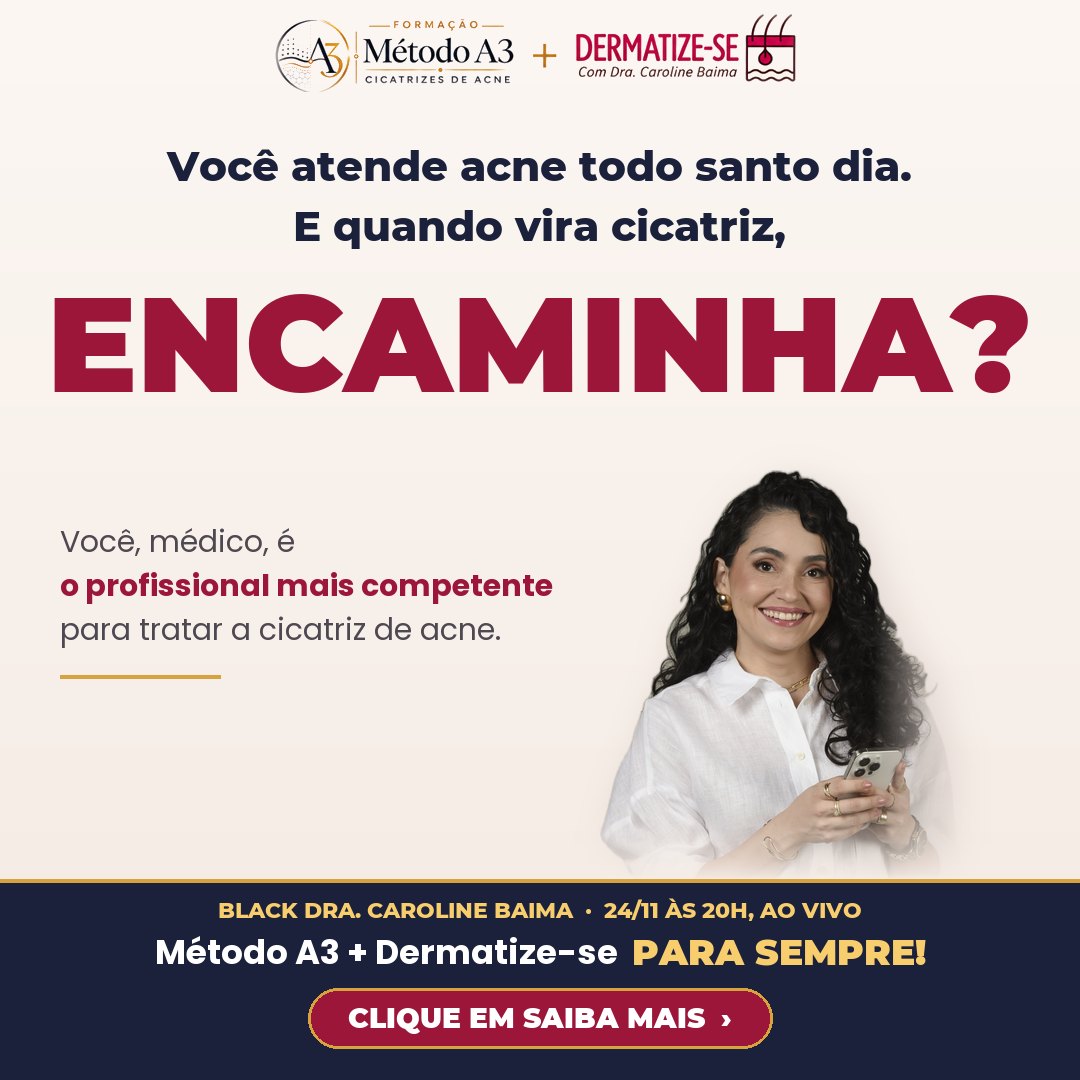 FORMAÇÃO
A3 Método A3 + DERMATIZE-SE
CICATRIZES DE ACNE Com Dra. Caroline Baima
Você atende acne todo santo dia.
E quando vira cicatriz,
ENCAMINHA?
Você, médico, é
o profissional mais competente
para tratar a cicatriz de acne.
BLACK DRA. CAROLINE BAIMA · 24/11 ÀS 20H, AO VIVO
Método A3 + Dermatize-se PARA SEMPRE!
CLIQUE EM SAIBA MAIS ›